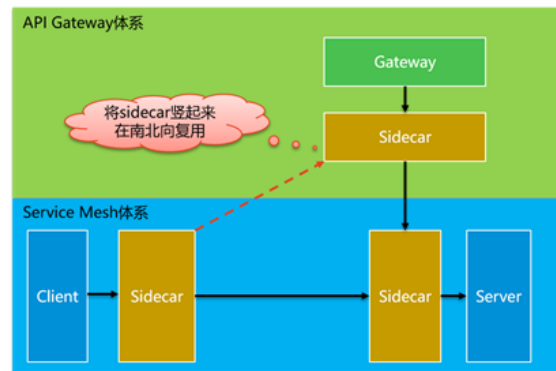 API Gateway体系
Gateway
将sidecar竖起来
在南北向复用
Sidecar
Service Mesh体系
Client
Sidecar
Sidecar
Server